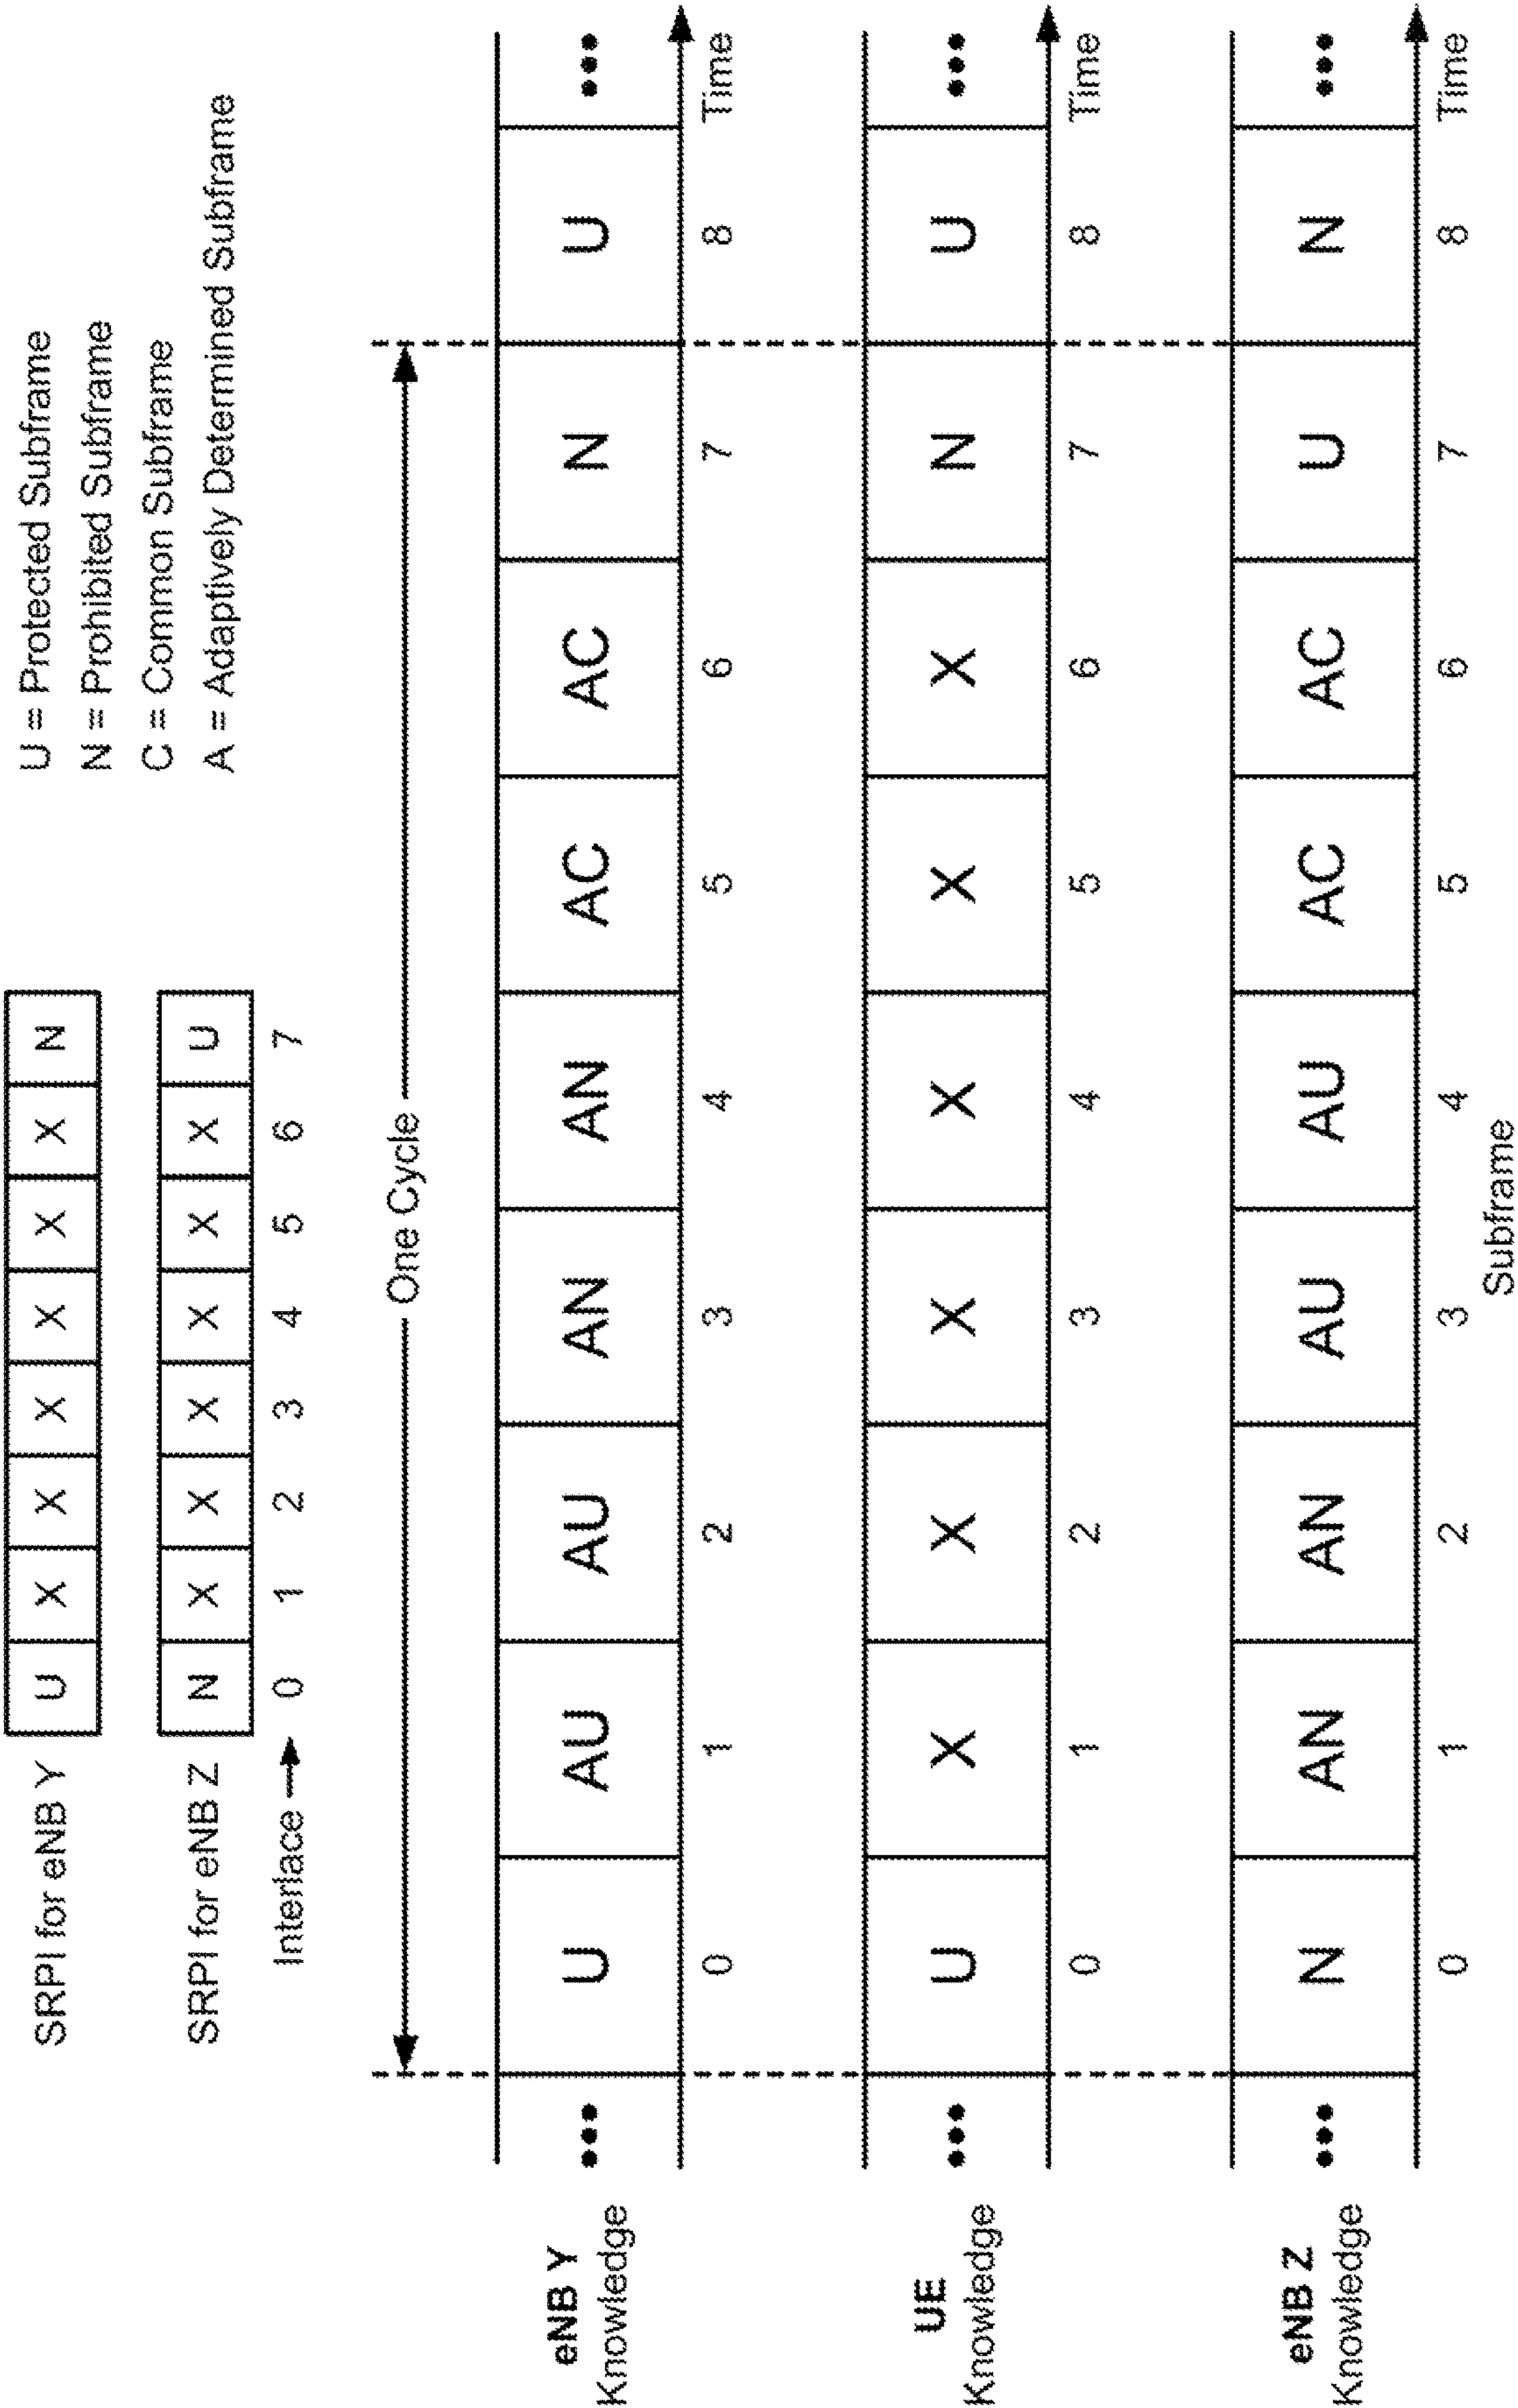 SRPI for eNB Y U X X X X X X N
SRPI for eNB Z N X X X X X X U
Interlace 0 1 2 3 4 5 6 7
U = Protected Subframe
N = Prohibited Subframe
C = Common Subframe
A = Adaptively Determined Subframe
One Cycle
eNB Y
Knowledge
••• U AU AU AN AN AC AC N U •••
0 1 2 3 4 5 6 7 8 Time
UE
Knowledge
••• U X X X X X X N U •••
0 1 2 3 4 5 6 7 8 Time
eNB Z
Knowledge
••• N AN AN AU AU AC AC U N •••
0 1 2 3 4 5 6 7 8 Time
Subframe